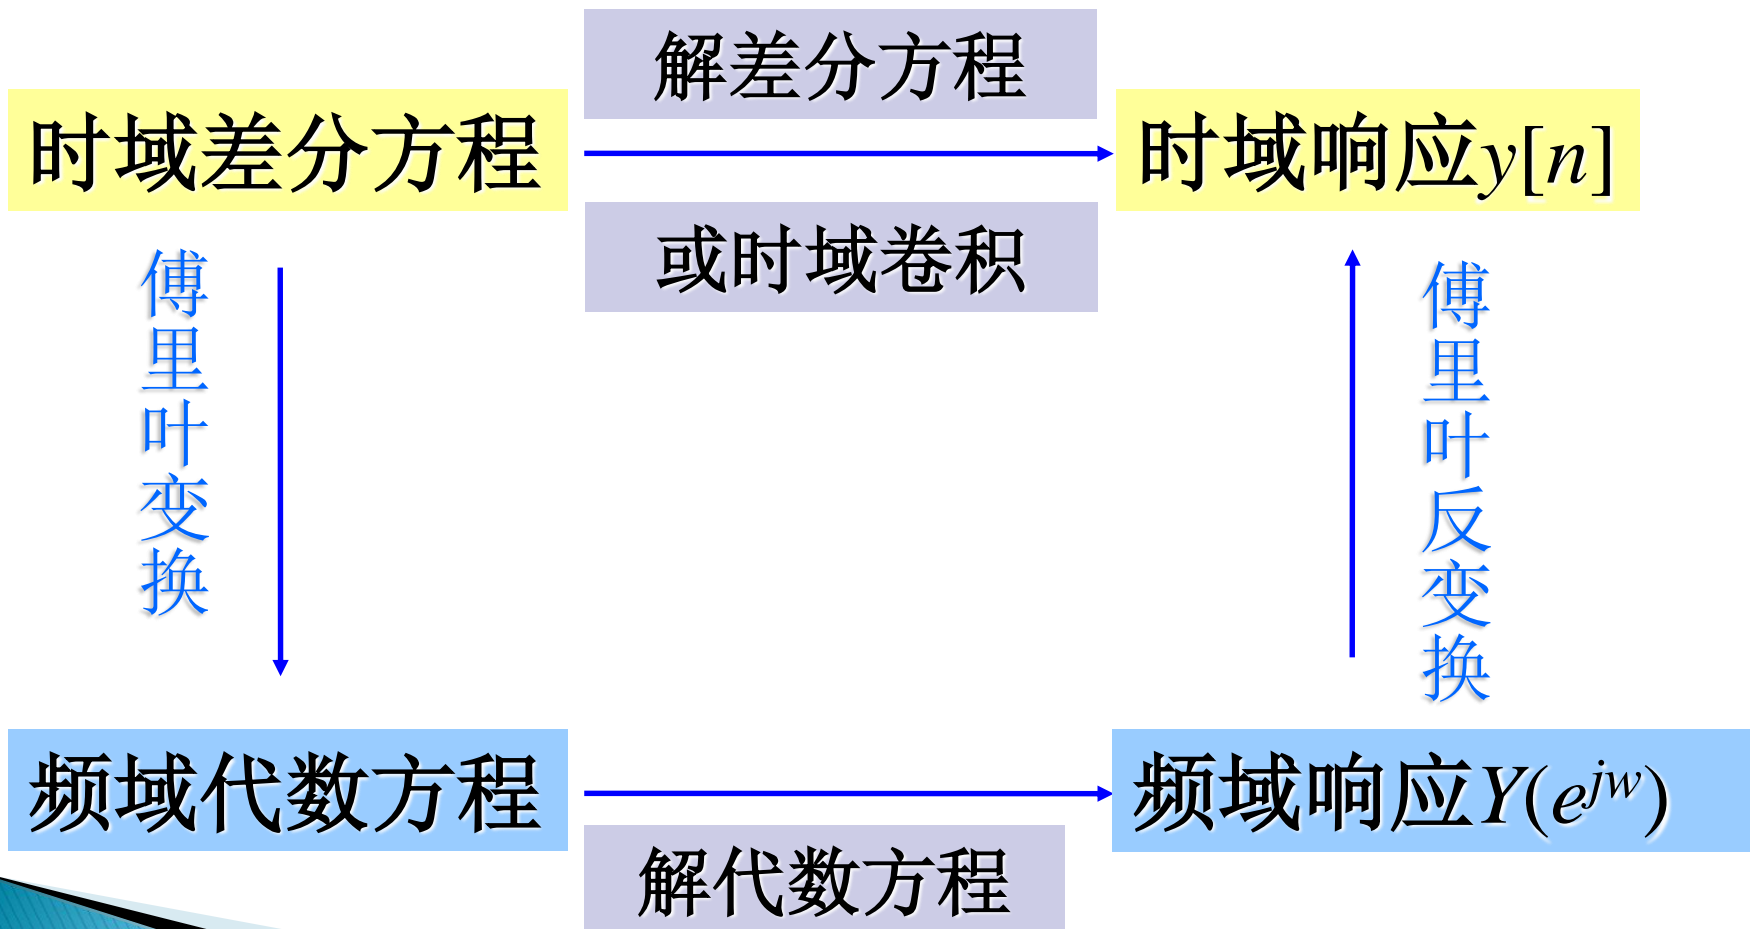 解差分方程
时域差分方程
时域响应y[n]
或时域卷积
傅里叶变换
傅里叶反变换
频域代数方程
频域响应Y(e^{jw})
解代数方程